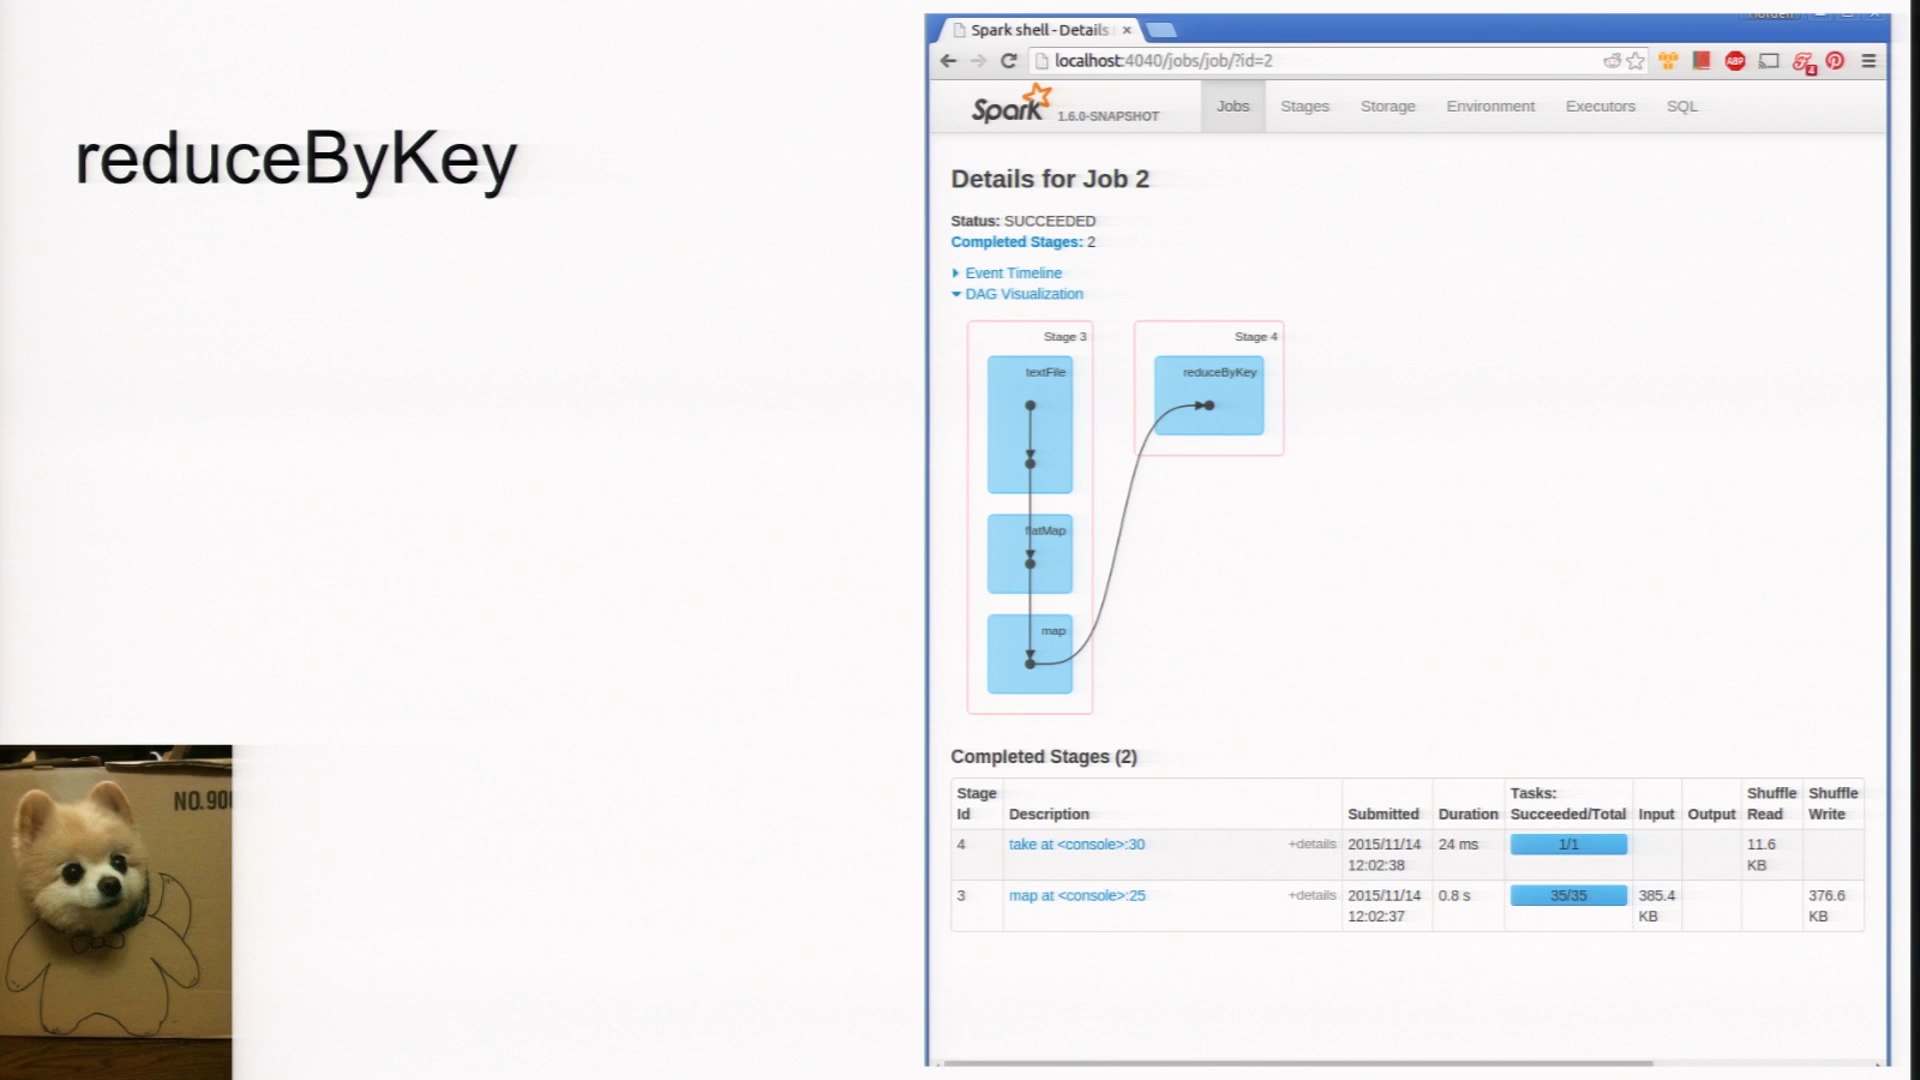 reduceByKey
Holden
Spark shell - Details
localhost:4040/jobs/job/?id=2
ABP
4
Spark 1.6.0-SNAPSHOT
Jobs Stages Storage Environment Executors SQL
Details for Job 2
Status: SUCCEEDED
Completed Stages: 2
Event Timeline
DAG Visualization
Stage 3
textFile
flatMap
map
Stage 4
reduceByKey
Completed Stages (2)
Stage Id Description Submitted Duration Tasks: Succeeded/Total Input Output Shuffle Read Shuffle Write
4 take at <console>:30 +details 2015/11/14 12:02:38 24 ms 1/1 11.6 KB
3 map at <console>:25 +details 2015/11/14 12:02:37 0.8 s 35/35 385.4 KB 376.6 KB
NO. 90